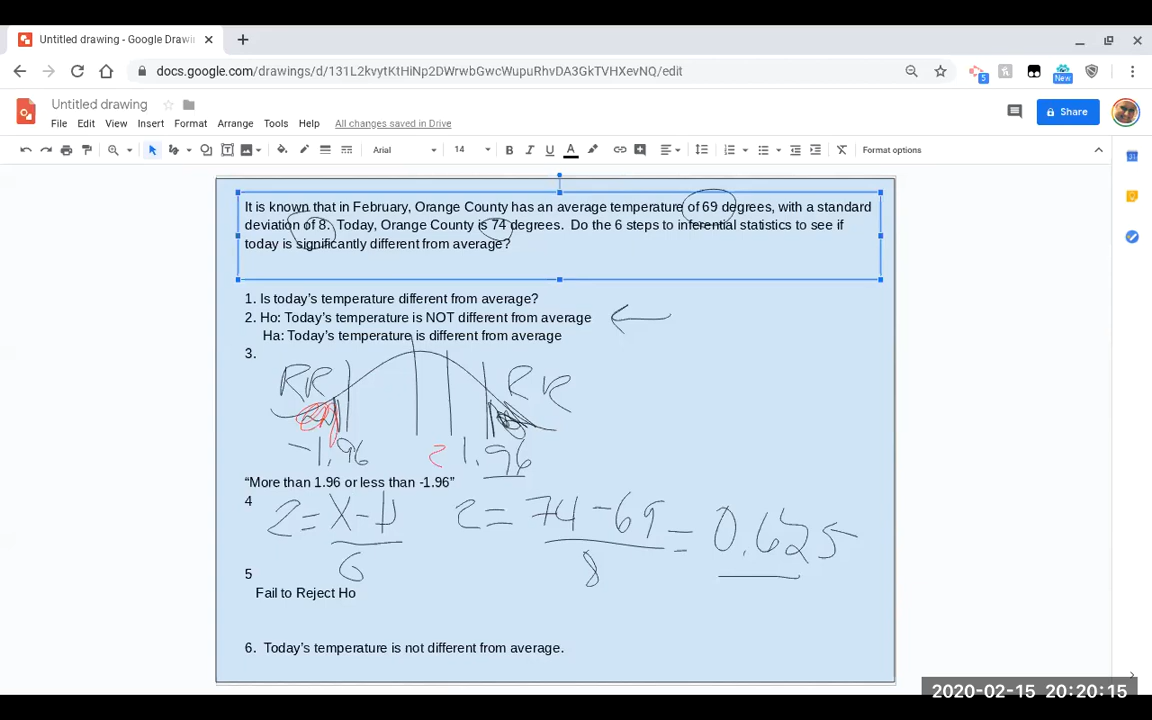 Untitled drawing - Google Drawi
docs.google.com/drawings/d/131L2kvytKtHiNp2DWrwbGwcWupuRhvDA3GkTVHXevNQ/edit
5
New
Untitled drawing
File Edit View Insert Format Arrange Tools Help All changes saved in Drive
Share
Arial 14 B I U A Format options
It is known that in February, Orange County has an average temperature of 69 degrees, with a standard
deviation of 8. Today, Orange County is 74 degrees. Do the 6 steps to inferential statistics to see if
today is significantly different from average?
1. Is today's temperature different from average?
2. Ho: Today's temperature is NOT different from average
Ha: Today's temperature is different from average
3.
RR RR
-1.96 1.96
“More than 1.96 or less than -1.96”
4
z = X - μ z = 74 - 69 = 0.625
σ 8
5
Fail to Reject Ho
6. Today's temperature is not different from average.
31
2020-02-15 20:20:15